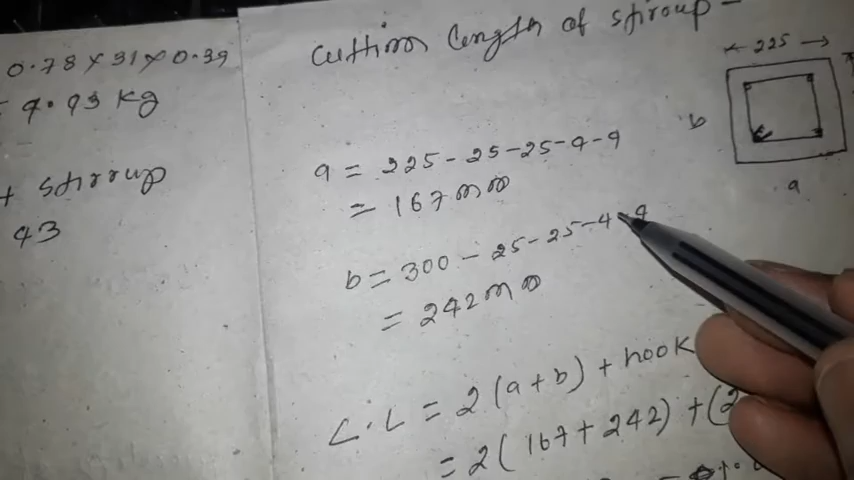 0.78 × 31 × 0.39
= 9.93 kg
+ stirrup
43
Cutting length of stirrup -
225
b
a
a = 225 - 25 - 25 - 4 - 4
= 167 mm
b = 300 - 25 - 25 - 4 - 4
= 242 mm
C.L = 2(a+b) + hook
= 2(167 + 242) + (2